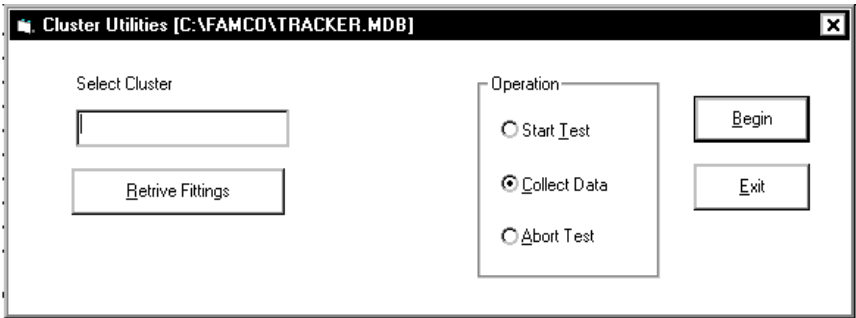 Cluster Utilities [C:\FAMCO\TRACKER.MDB]
Select Cluster
Retrive Fittings
Operation
Start Test
Collect Data
Abort Test
Begin
Exit